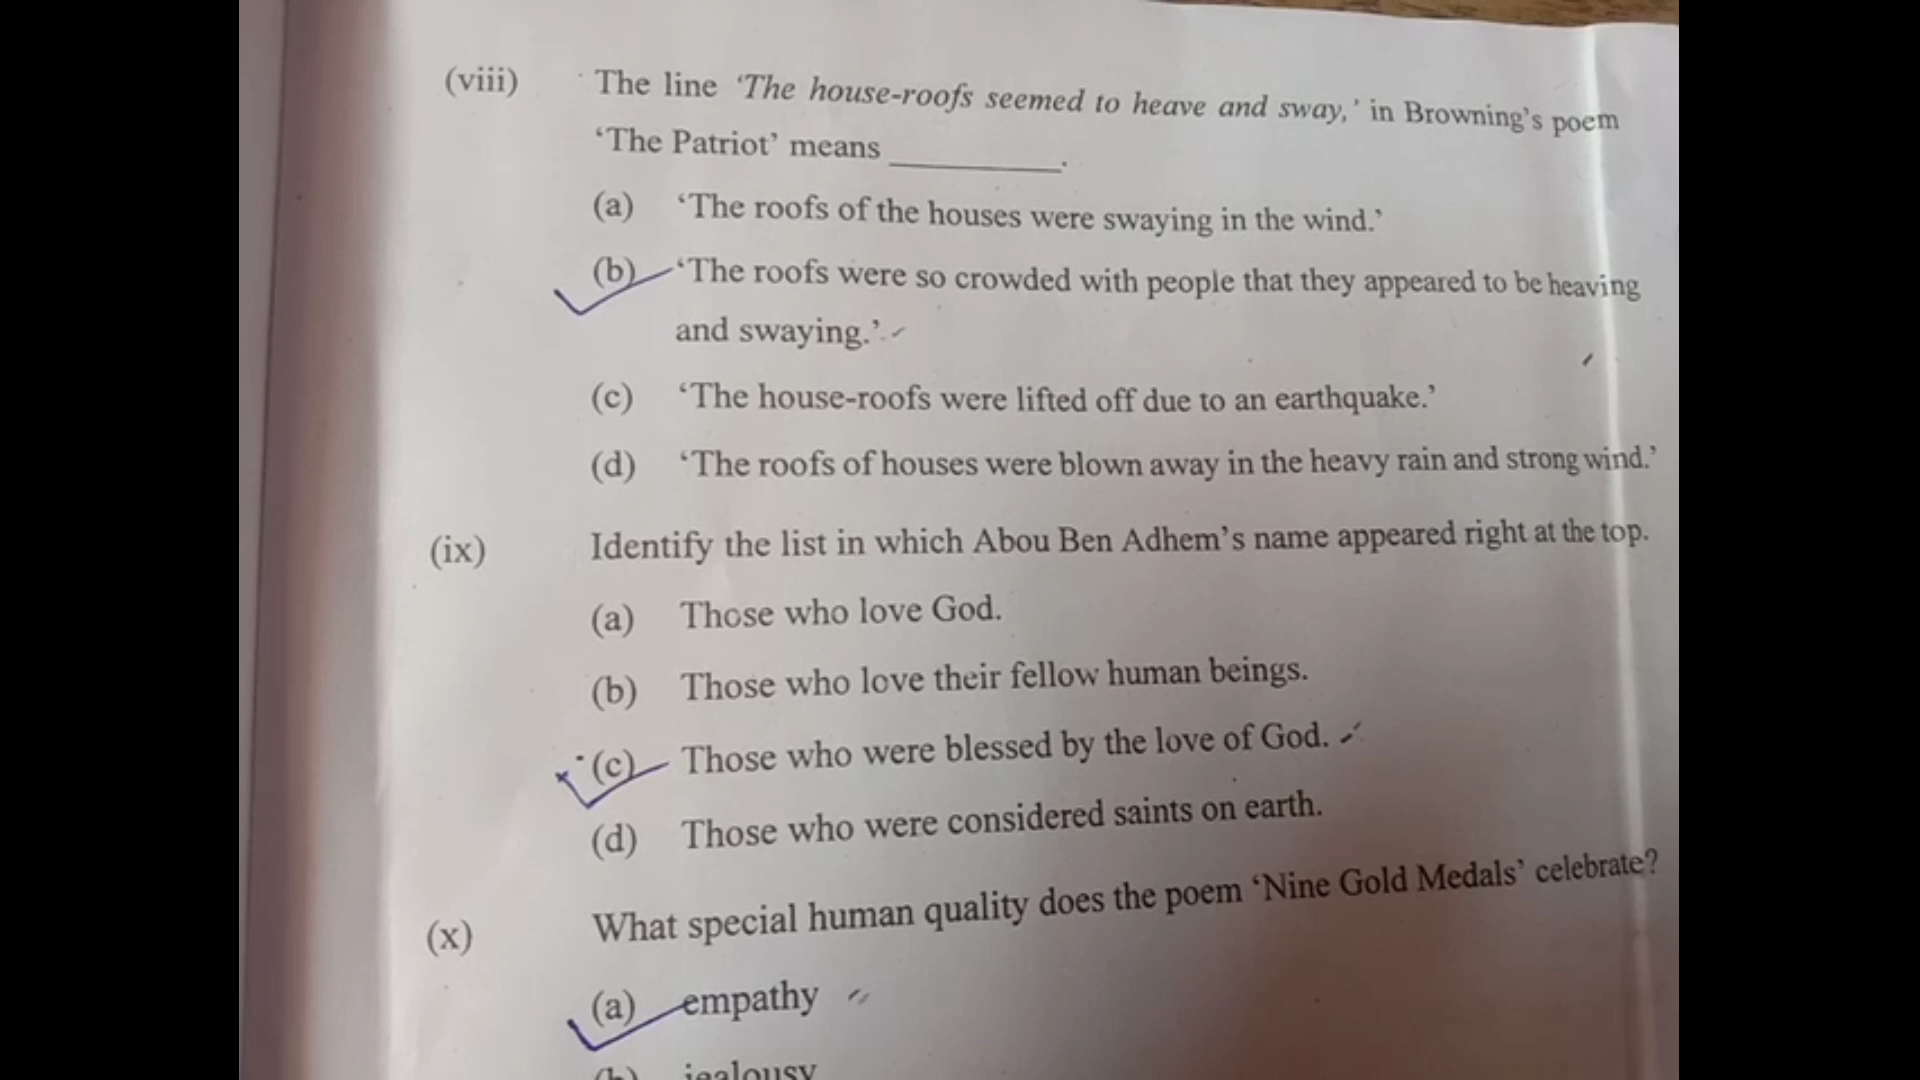 (viii) The line ‘The house-roofs seemed to heave and sway,’ in Browning’s poem
‘The Patriot’ means __________.
(a) ‘The roofs of the houses were swaying in the wind.’
(b) ‘The roofs were so crowded with people that they appeared to be heaving
and swaying.’
(c) ‘The house-roofs were lifted off due to an earthquake.’
(d) ‘The roofs of houses were blown away in the heavy rain and strong wind.’
(ix) Identify the list in which Abou Ben Adhem’s name appeared right at the top.
(a) Those who love God.
(b) Those who love their fellow human beings.
(c) Those who were blessed by the love of God.
(d) Those who were considered saints on earth.
(x) What special human quality does the poem ‘Nine Gold Medals’ celebrate?
(a) empathy
(b) jealousy